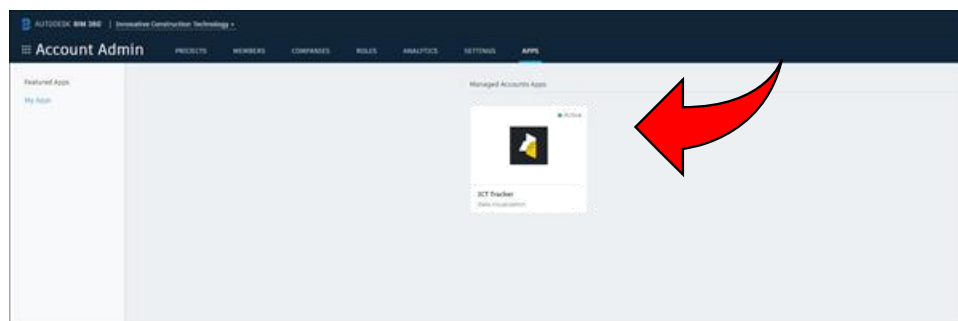 AUTODESK BIM 360 | Innovative Construction Technology
Account Admin PROJECTS MEMBERS COMPANIES ROLES ANALYTICS SETTINGS APPS
Featured Apps
My Apps
Managed Accounts Apps
Active
ICT Tracker
Data visualization